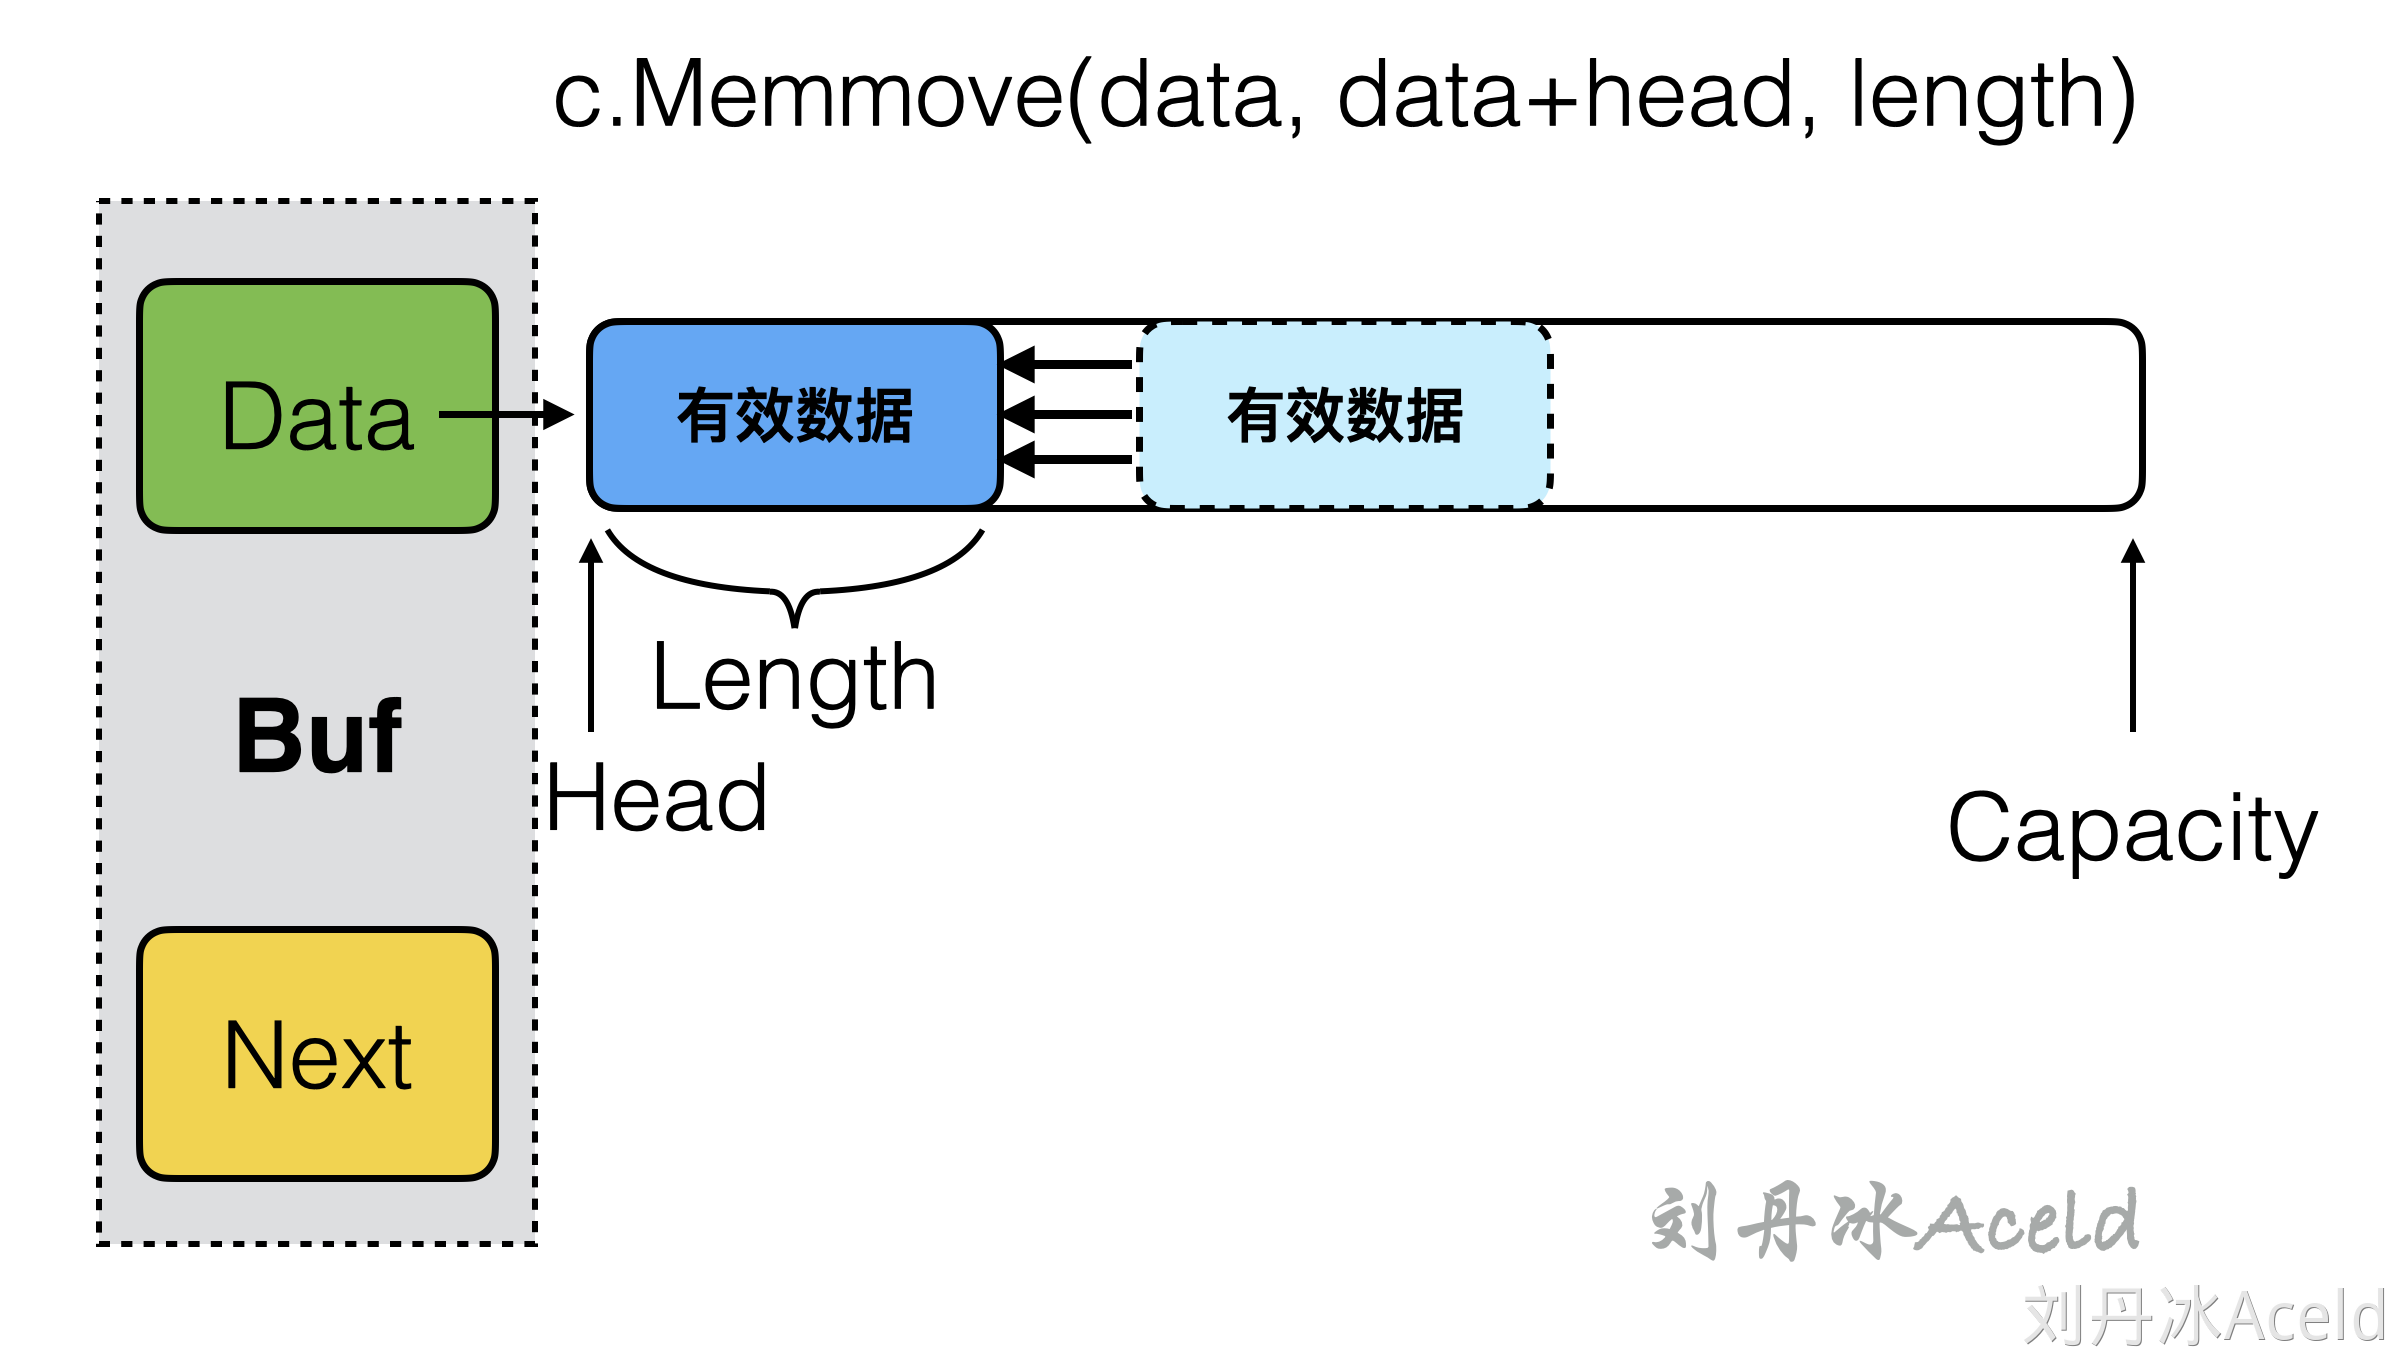 c.Memmove(data, data+head, length)
Data
有效数据
有效数据
Length
Buf
Head
Capacity
Next
刘丹冰Aceld
刘丹冰Aceld